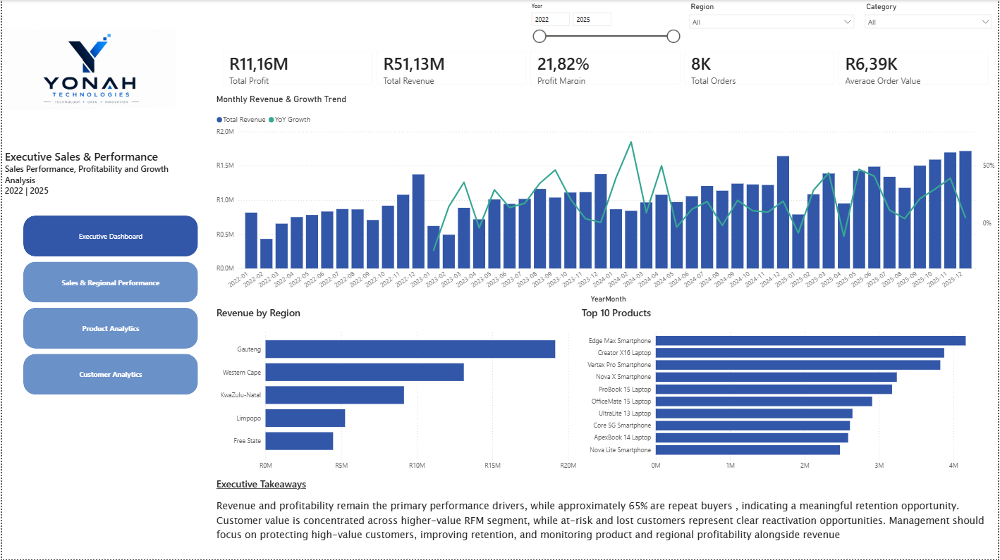 Year
2022 2025
Region
All
Category
All
YONAH
TECHNOLOGIES
TECHNOLOGY • DATA • INNOVATION
R11,16M
Total Profit
R51,13M
Total Revenue
21,82%
Profit Margin
8K
Total Orders
R6,39K
Average Order Value
Executive Sales & Performance
Sales Performance, Profitability and Growth
Analysis
2022 | 2025
Executive Dashboard
Sales & Regional Performance
Product Analytics
Customer Analytics
Monthly Revenue & Growth Trend
Total Revenue YoY Growth
R2,0M
R1,5M
R1,0M
R0,5M
R0,0M
50%
0%
2022-01
2022-02
2022-03
2022-04
2022-05
2022-06
2022-07
2022-08
2022-09
2022-10
2022-11
2022-12
2023-01
2023-02
2023-03
2023-04
2023-05
2023-06
2023-07
2023-08
2023-09
2023-10
2023-11
2023-12
2024-01
2024-02
2024-03
2024-04
2024-05
2024-06
2024-07
2024-08
2024-09
2024-10
2024-11
2024-12
2025-01
2025-02
2025-03
2025-04
2025-05
2025-06
2025-07
2025-08
2025-09
2025-10
2025-11
2025-12
YearMonth
Revenue by Region
Gauteng
Western Cape
KwaZulu-Natal
Limpopo
Free State
R0M R5M R10M R15M R20M
Top 10 Products
Edge Max Smartphone
Creator X16 Laptop
Vertex Pro Smartphone
Nova X Smartphone
ProBook 15 Laptop
OfficeMate 15 Laptop
UltraLite 13 Laptop
Core 5G Smartphone
ApexBook 14 Laptop
Nova Lite Smartphone
0M 1M 2M 3M 4M
Executive Takeaways
Revenue and profitability remain the primary performance drivers, while approximately 65% are repeat buyers , indicating a meaningful retention opportunity.
Customer value is concentrated across higher-value RFM segment, while at-risk and lost customers represent clear reactivation opportunities. Management should
focus on protecting high-value customers, improving retention, and monitoring product and regional profitability alongside revenue